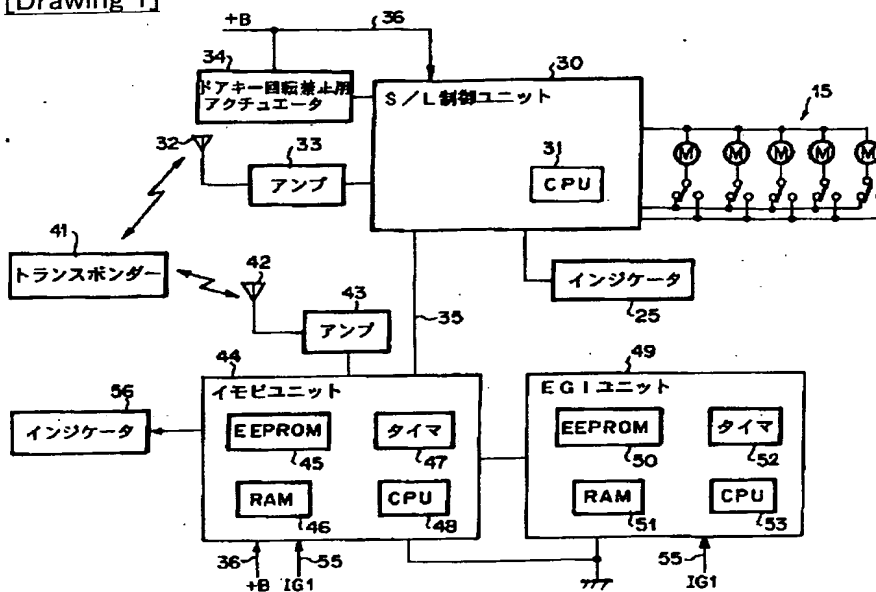 [Drawing 1]
+B
36
34
30
ドアキー回転禁止用
アクチュエータ
S/L制御ユニット
15
32
33
31
M M M M M
アンプ
CPU
41
トランスポンダー
42
43
インジケータ
アンプ
35
25
44
49
56
イモビユニット
EGIユニット
インジケータ
EEPROM
タイマ
EEPROM
タイマ
45
47
50
52
RAM
CPU
RAM
CPU
46
48
51
53
36
55
55
+B
IG1
IG1